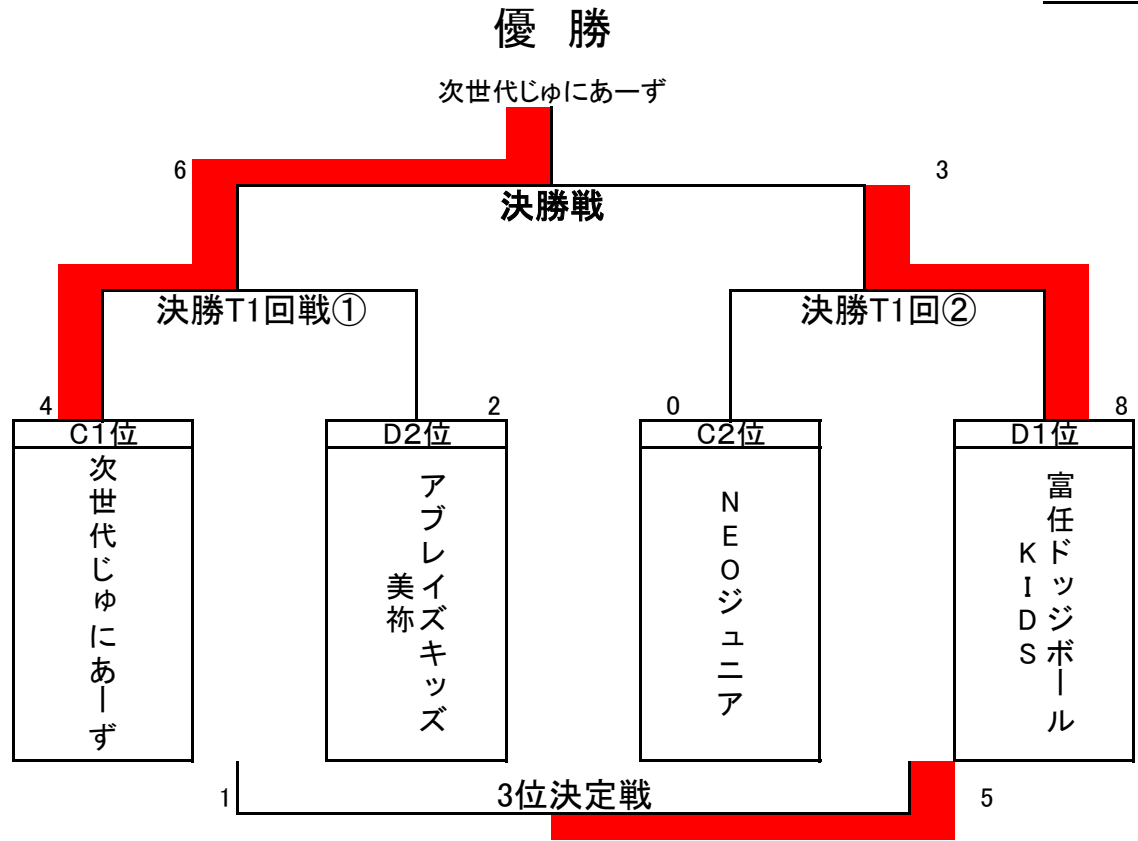 優 勝
次世代じゅにあーず
6
3
決勝戦
決勝T1回戦①
決勝T1回②
4
2
0
8
C1位
D2位
C2位
D1位
次世代じゅにあーず
アブレイズキッズ
美祢
NEOジュニア
富任ドッジボール
KIDS
1
3位決定戦
5